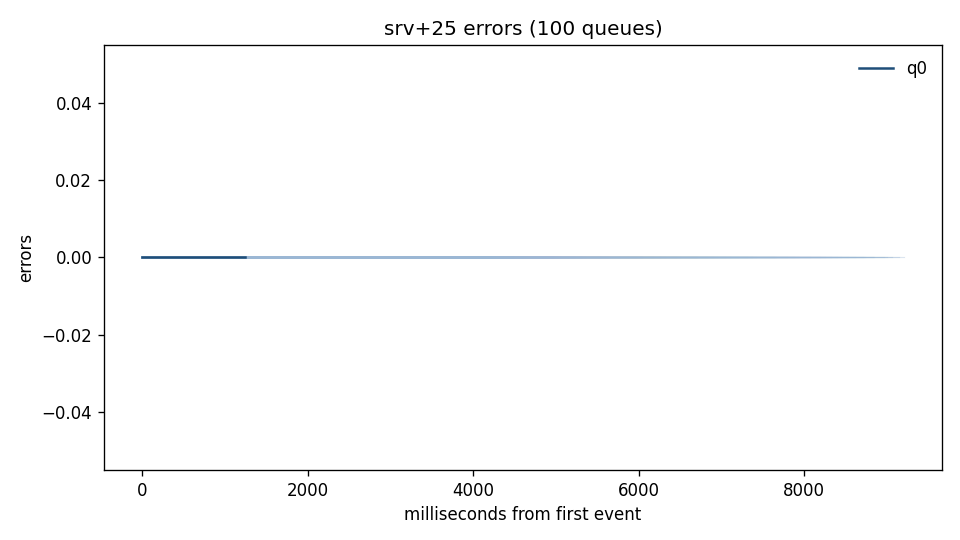 srv+25 errors (100 queues)
q0
0.04
0.02
0.00
−0.02
−0.04
errors
0 2000 4000 6000 8000
milliseconds from first event